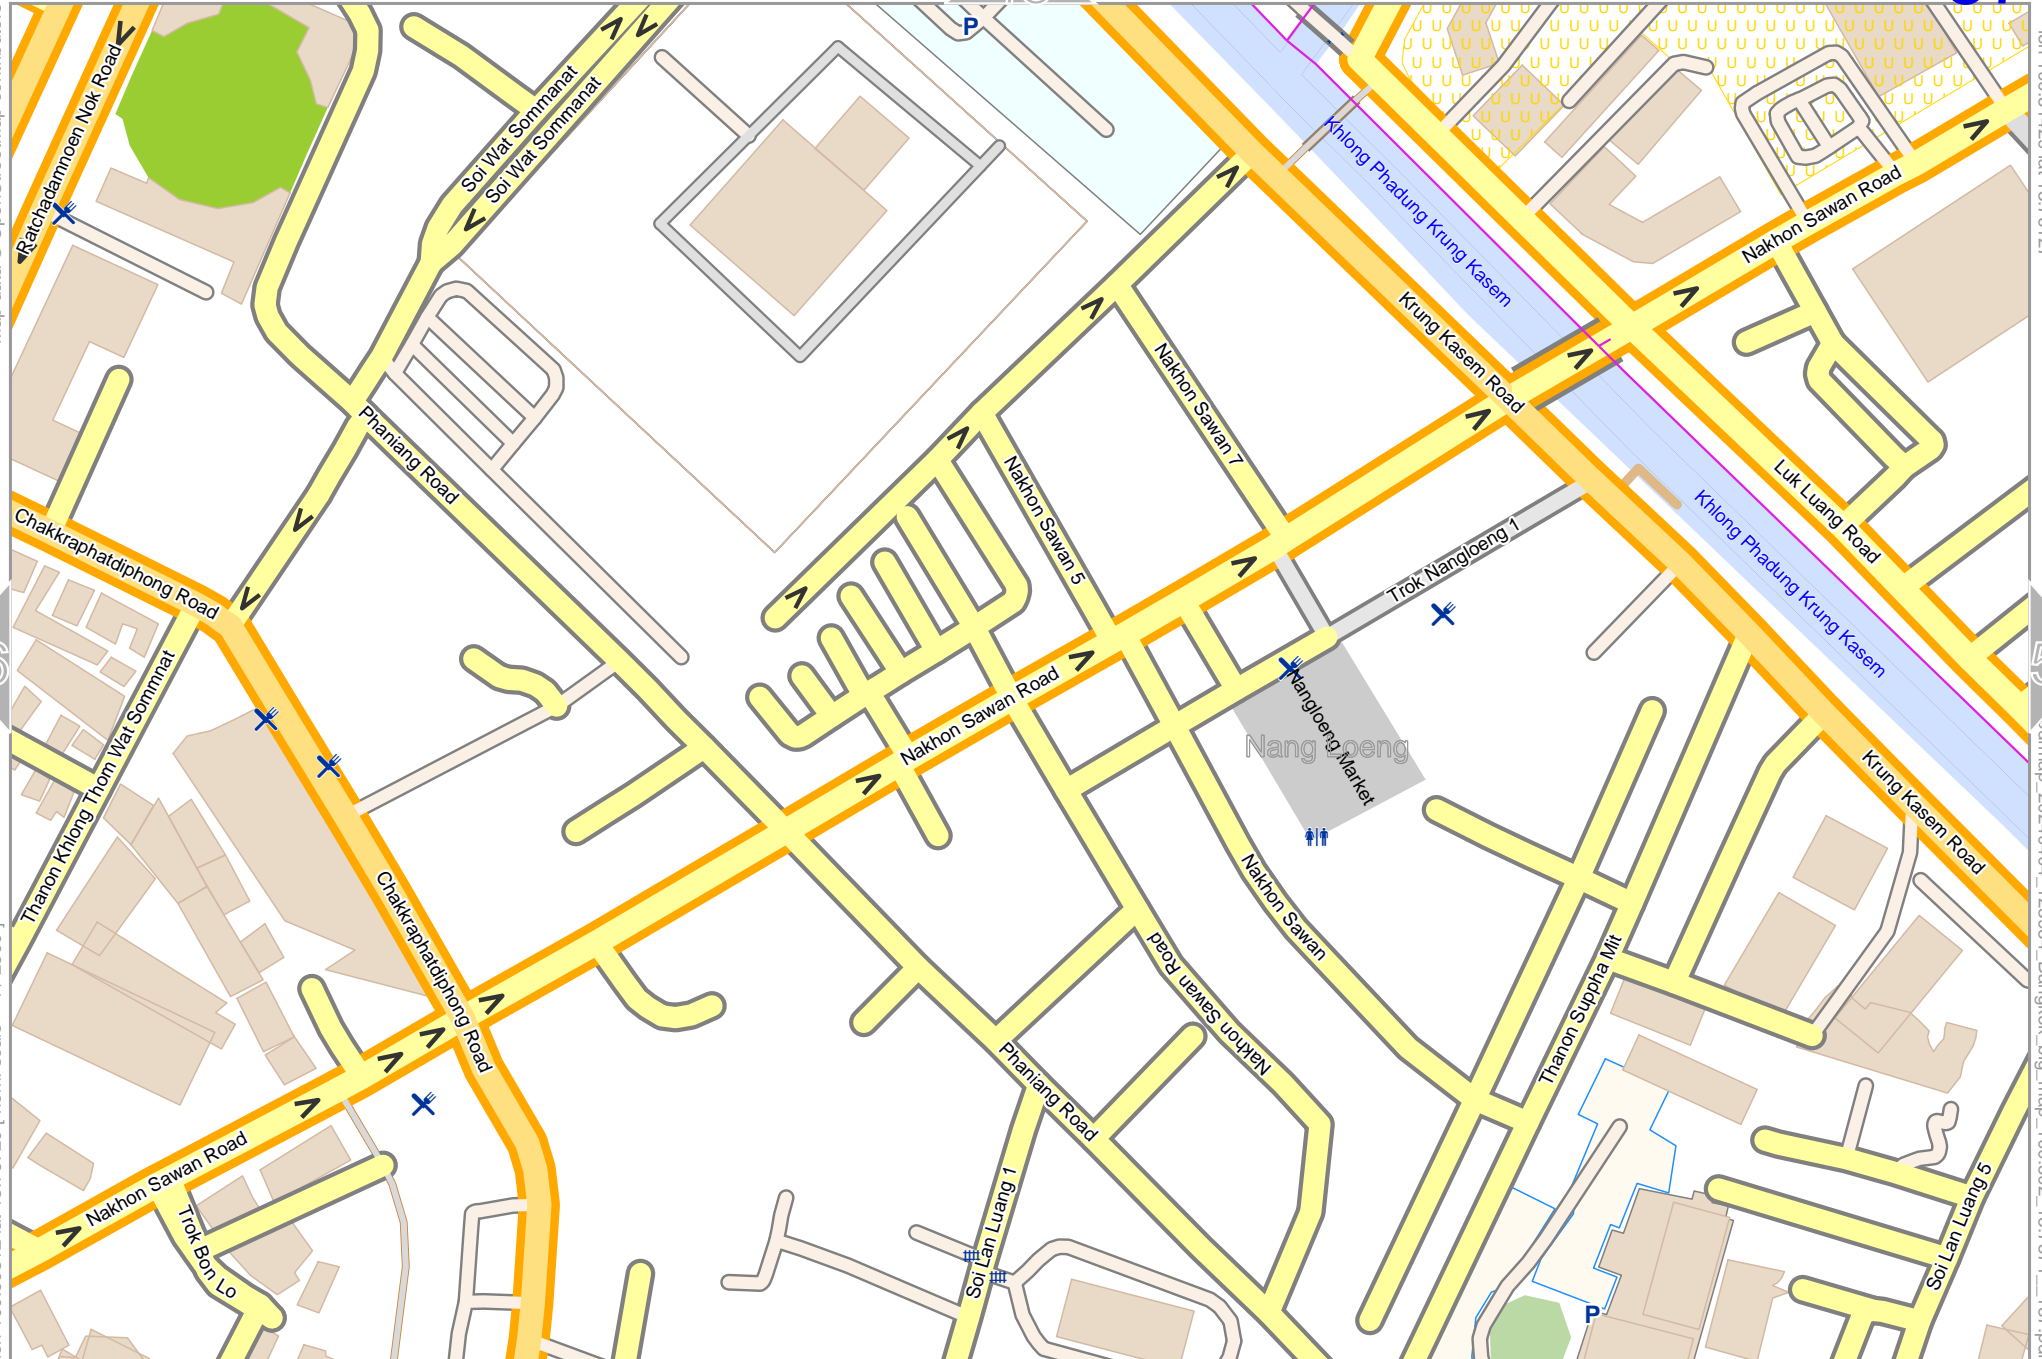 P
Ratchadamnoen Nok Road
Soi Wat Sommanat
Soi Wat Sommanat
Khlong Phadung Krung Kasem
Nakhon Sawan Road
Krung Kasem Road
Nakhon Sawan 7
Phaniang Road
Nakhon Sawan 5
Luk Luang Road
Chakkraphatdiphong Road
Trok Nangloeng 1
Khlong Phadung Krung Kasem
Thanon Khlong Thom Wat Sommnat
Nakhon Sawan Road
Nangloeng Market
Nang Loeng
Krung Kasem Road
Chakkraphatdiphong Road
Nakhon Sawan
Nakhon Sawan Road
Thanon Suppha Mit
Phaniang Road
Nakhon Sawan Road
Trok Bon Lo
Soi Lan Luang 1
Soi Lan Luang 5
P